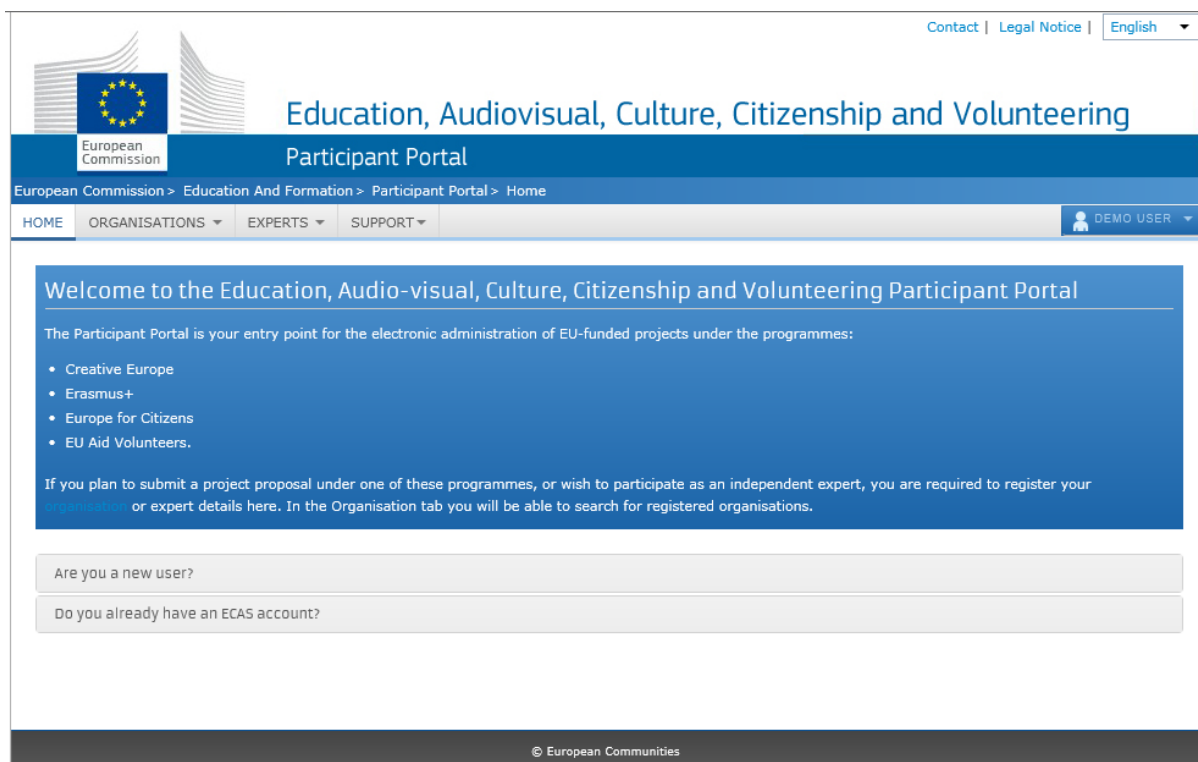 Contact | Legal Notice | English
Education, Audiovisual, Culture, Citizenship and Volunteering
European
Commission
Participant Portal
European Commission > Education And Formation > Participant Portal > Home
HOME ORGANISATIONS EXPERTS SUPPORT DEMO USER
Welcome to the Education, Audio-visual, Culture, Citizenship and Volunteering Participant Portal
The Participant Portal is your entry point for the electronic administration of EU-funded projects under the programmes:
• Creative Europe
• Erasmus+
• Europe for Citizens
• EU Aid Volunteers.
If you plan to submit a project proposal under one of these programmes, or wish to participate as an independent expert, you are required to register your
organisation or expert details here. In the Organisation tab you will be able to search for registered organisations.
Are you a new user?
Do you already have an ECAS account?
© European Communities